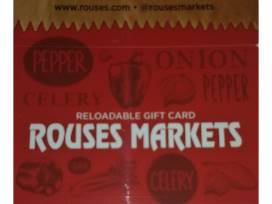 www.rouses.com • @rousesmarkets
PEPPER
ONION
PEPPER
CELERY
RELOADABLE GIFT CARD
ROUSES MARKETS
CELERY